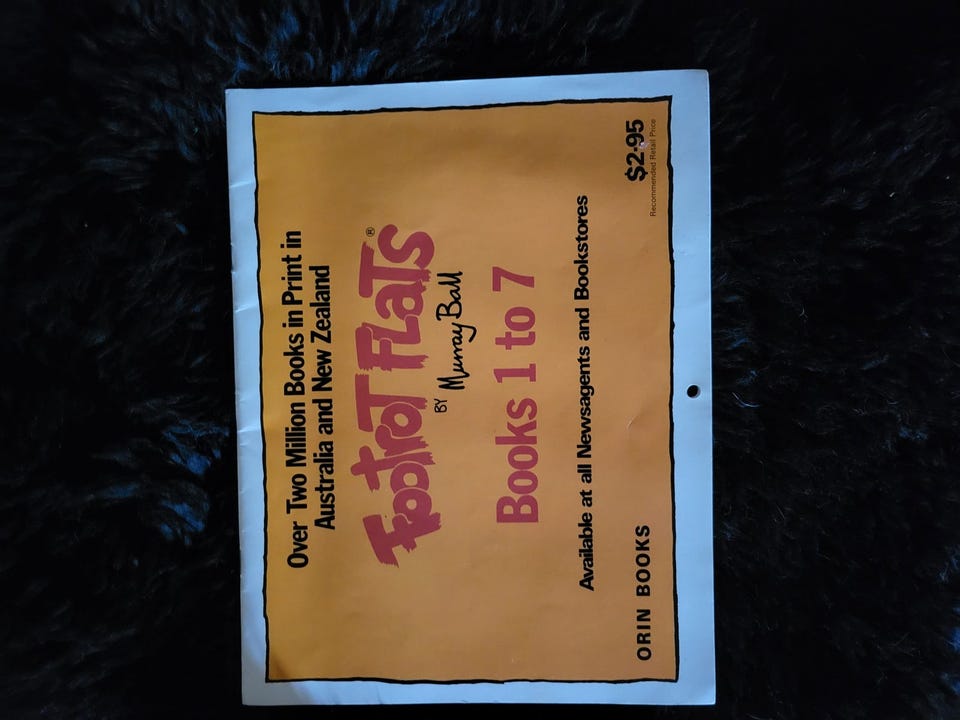 Over Two Million Books in Print in
Australia and New Zealand
FOOTROT FLATS®
BY Murray Ball
Books 1 to 7
Available at all Newsagents and Bookstores
ORIN BOOKS
$2.95
Recommended Retail Price